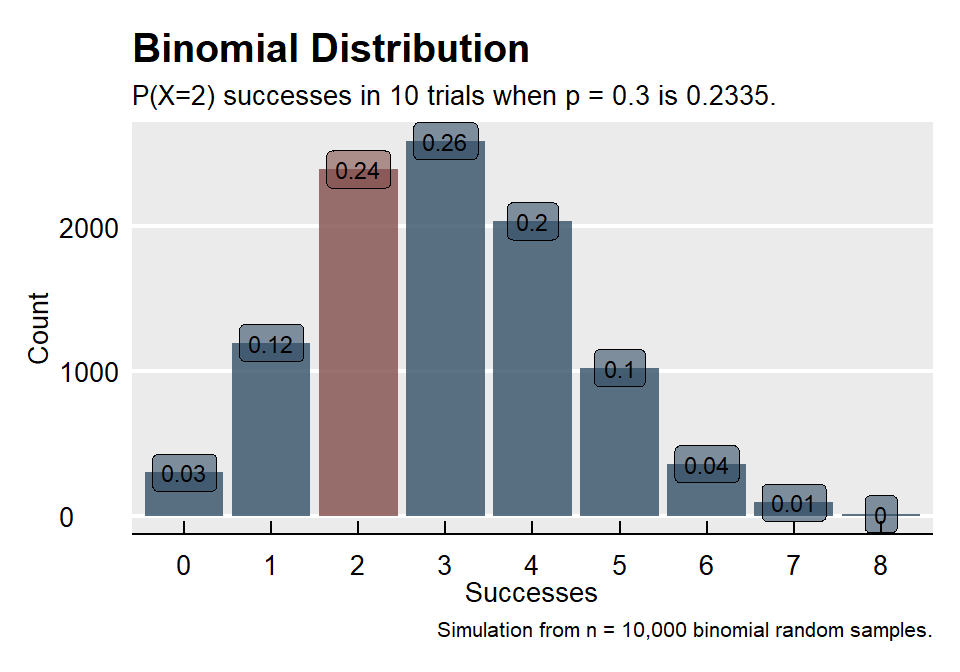 Binomial Distribution
P(X=2) successes in 10 trials when p = 0.3 is 0.2335.
0.26
0.24
2000
0.2
Count
0.12
1000
0.1
0.03
0.04
0.01
0
0
0 1 2 3 4 5 6 7 8
Successes
Simulation from n = 10,000 binomial random samples.